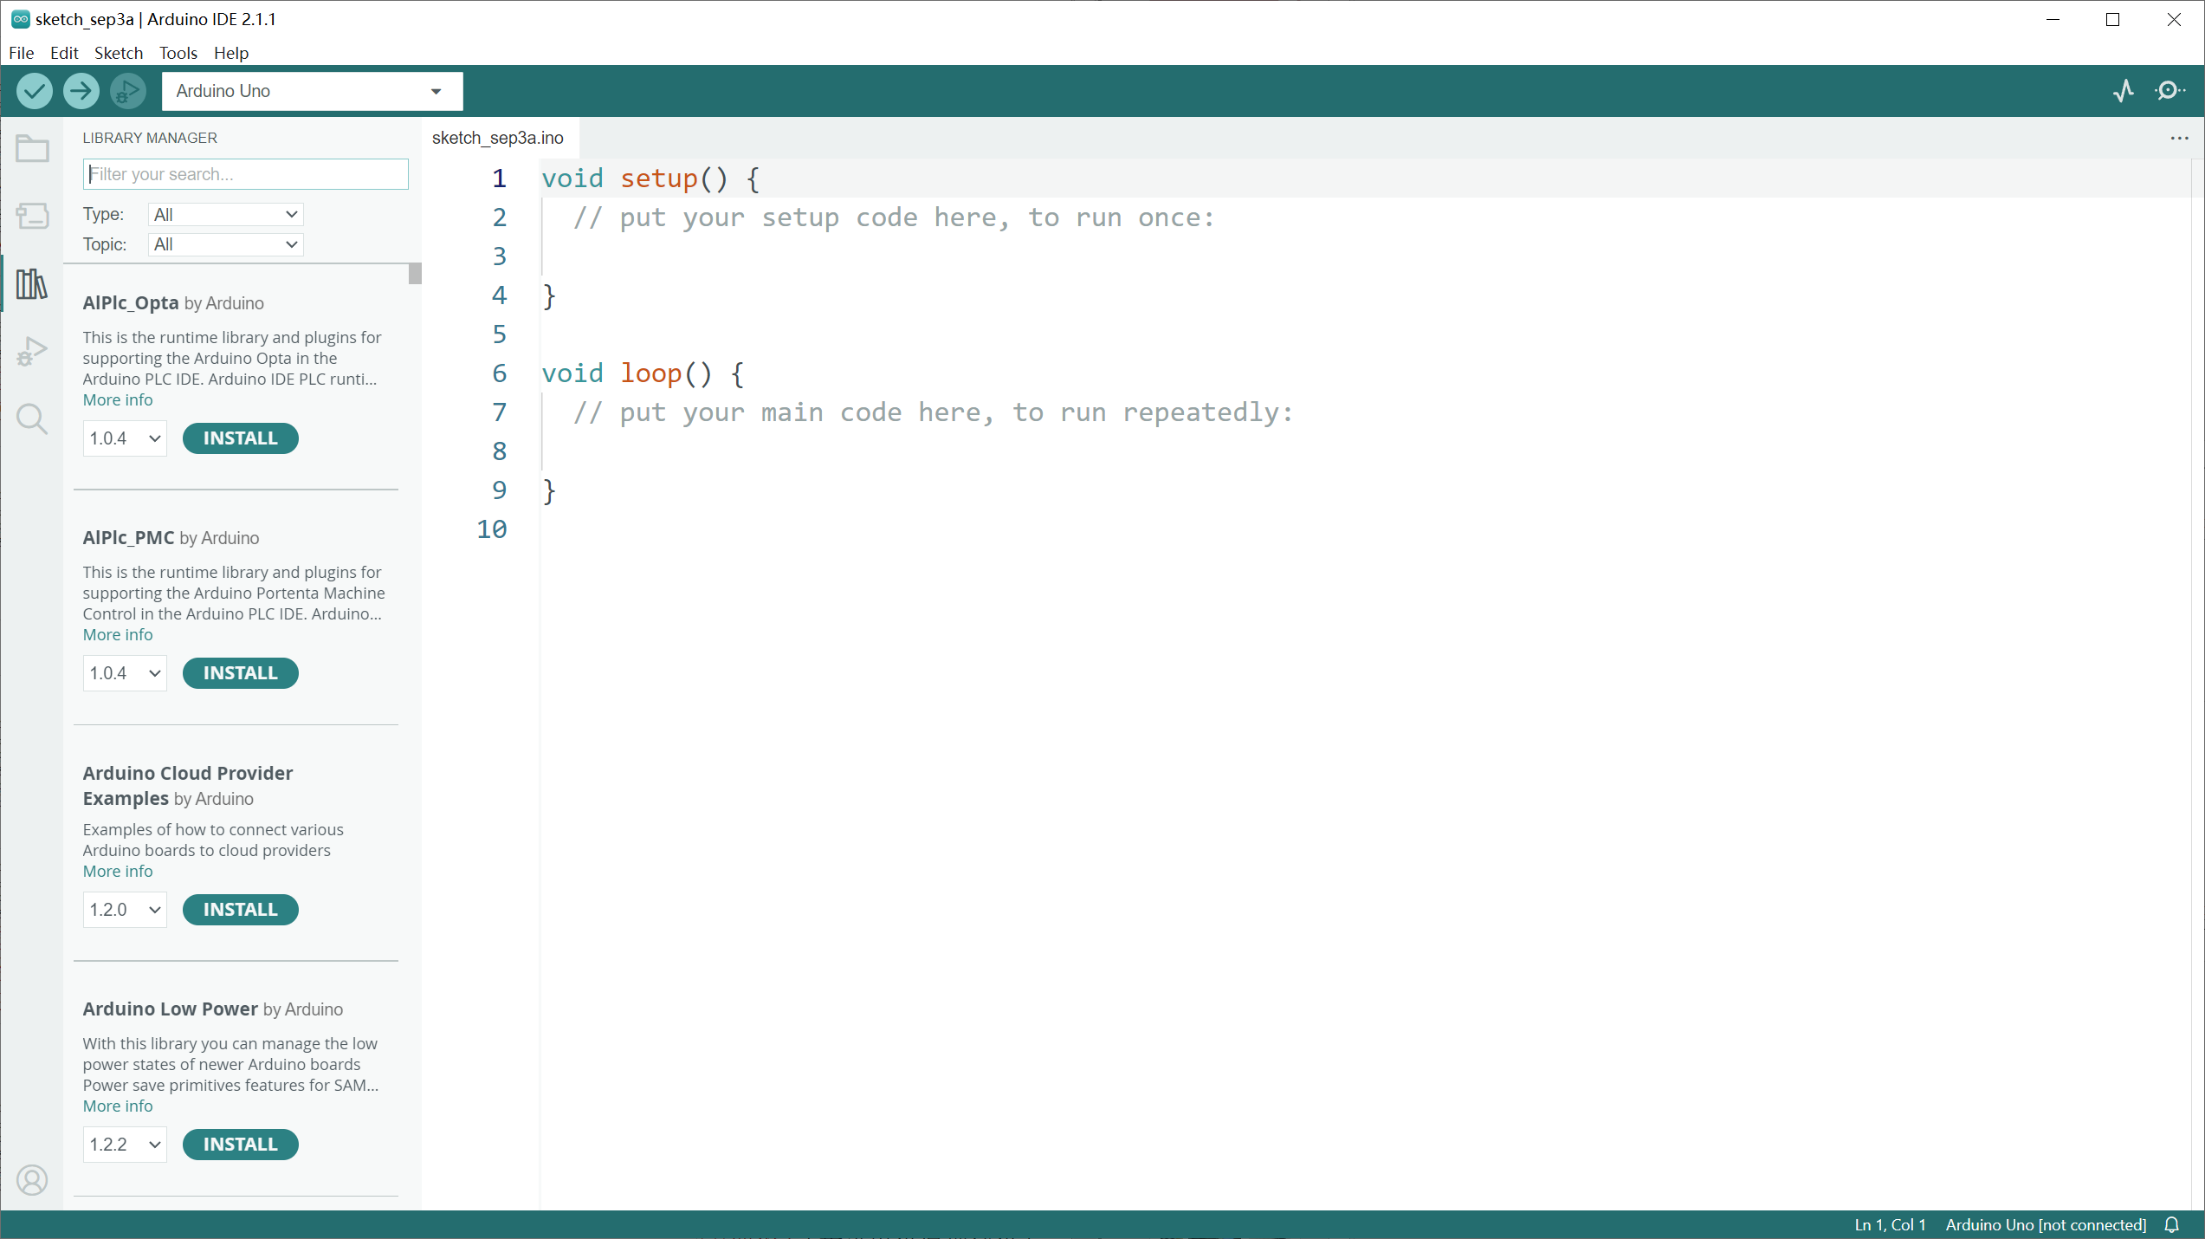 sketch_sep3a | Arduino IDE 2.1.1
File Edit Sketch Tools Help
Arduino Uno
LIBRARY MANAGER
Filter your search...
Type: All
Topic: All
AlPlc_Opta by Arduino
This is the runtime library and plugins for
supporting the Arduino Opta in the
Arduino PLC IDE. Arduino IDE PLC runti...
More info
1.0.4 INSTALL
AlPlc_PMC by Arduino
This is the runtime library and plugins for
supporting the Arduino Portenta Machine
Control in the Arduino PLC IDE. Arduino...
More info
1.0.4 INSTALL
Arduino Cloud Provider
Examples by Arduino
Examples of how to connect various
Arduino boards to cloud providers
More info
1.2.0 INSTALL
Arduino Low Power by Arduino
With this library you can manage the low
power states of newer Arduino boards
Power save primitives features for SAM...
More info
1.2.2 INSTALL
sketch_sep3a.ino
1 void setup() {
2 // put your setup code here, to run once:
3
4 }
5
6 void loop() {
7 // put your main code here, to run repeatedly:
8
9 }
10
Ln 1, Col 1 Arduino Uno [not connected]